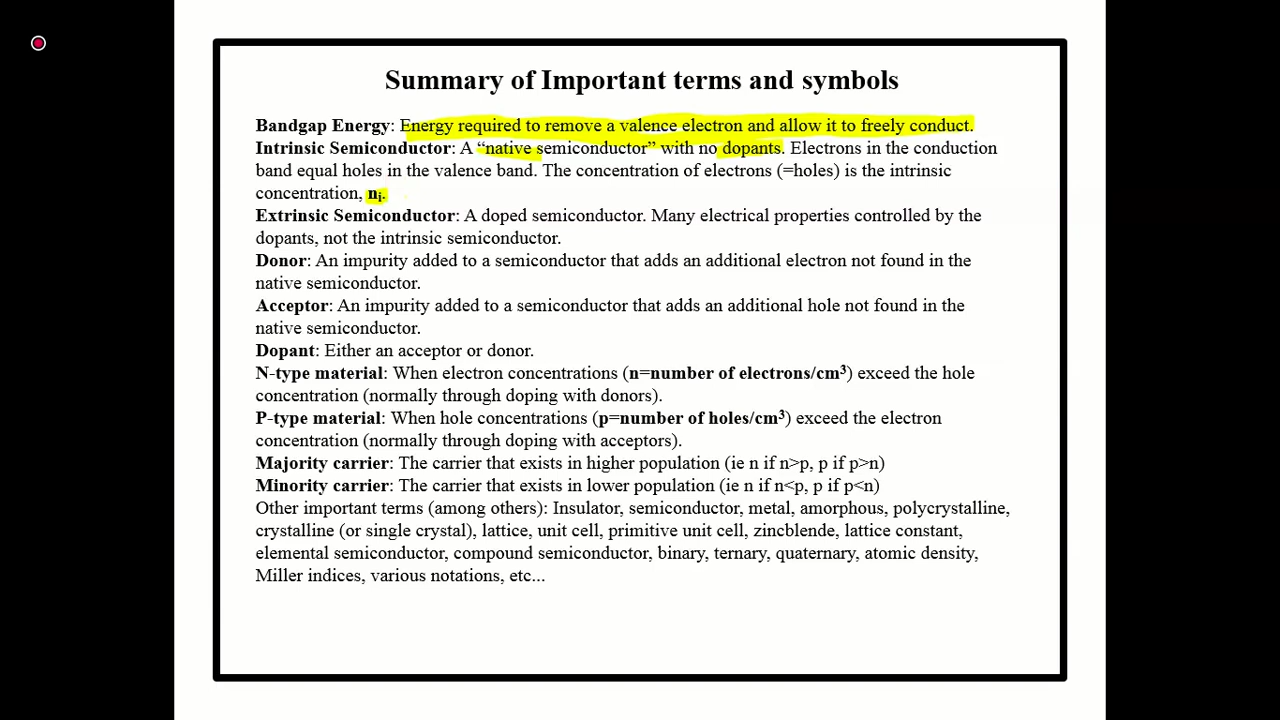 Summary of Important terms and symbols
Bandgap Energy: Energy required to remove a valence electron and allow it to freely conduct.
Intrinsic Semiconductor: A “native semiconductor” with no dopants. Electrons in the conduction
band equal holes in the valence band. The concentration of electrons (=holes) is the intrinsic
concentration, nᵢ.
Extrinsic Semiconductor: A doped semiconductor. Many electrical properties controlled by the
dopants, not the intrinsic semiconductor.
Donor: An impurity added to a semiconductor that adds an additional electron not found in the
native semiconductor.
Acceptor: An impurity added to a semiconductor that adds an additional hole not found in the
native semiconductor.
Dopant: Either an acceptor or donor.
N-type material: When electron concentrations (n=number of electrons/cm³) exceed the hole
concentration (normally through doping with donors).
P-type material: When hole concentrations (p=number of holes/cm³) exceed the electron
concentration (normally through doping with acceptors).
Majority carrier: The carrier that exists in higher population (ie n if n>p, p if p>n)
Minority carrier: The carrier that exists in lower population (ie n if n<p, p if p<n)
Other important terms (among others): Insulator, semiconductor, metal, amorphous, polycrystalline,
crystalline (or single crystal), lattice, unit cell, primitive unit cell, zincblende, lattice constant,
elemental semiconductor, compound semiconductor, binary, ternary, quaternary, atomic density,
Miller indices, various notations, etc...